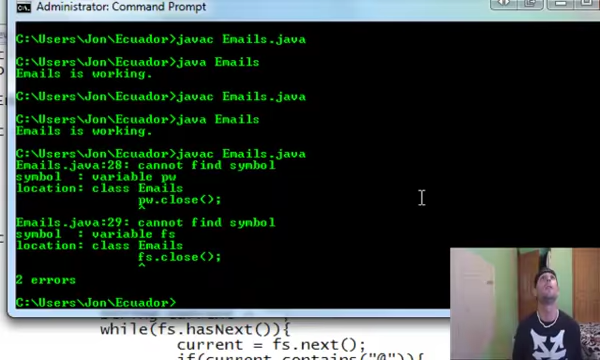 Administrator: Command Prompt
C:\Users\Jon\Ecuador>javac Emails.java
C:\Users\Jon\Ecuador>java Emails
Emails is working.
C:\Users\Jon\Ecuador>javac Emails.java
C:\Users\Jon\Ecuador>java Emails
Emails is working.
C:\Users\Jon\Ecuador>javac Emails.java
Emails.java:28: cannot find symbol
symbol  : variable pw
location: class Emails
pw.close();
^
Emails.java:29: cannot find symbol
symbol  : variable fs
location: class Emails
fs.close();
^
2 errors
C:\Users\Jon\Ecuador>
while(fs.hasNext()){
current = fs.next();
if(current.contains("@")){